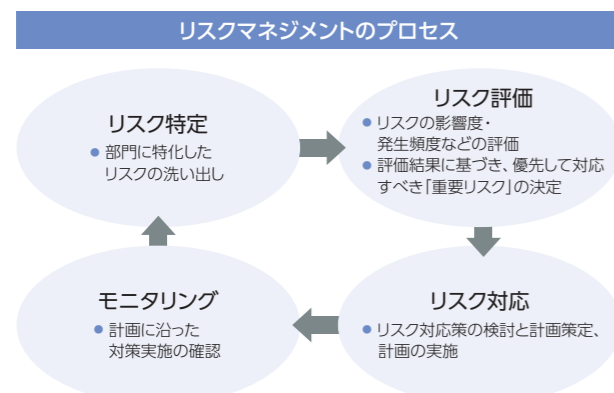 リスクマネジメントのプロセス
リスク特定
● 部門に特化した
リスクの洗い出し
リスク評価
● リスクの影響度・
発生頻度などの評価
● 評価結果に基づき、優先して対応
すべき「重要リスク」の決定
モニタリング
● 計画に沿った
対策実施の確認
リスク対応
● リスク対応策の検討と計画策定、
計画の実施